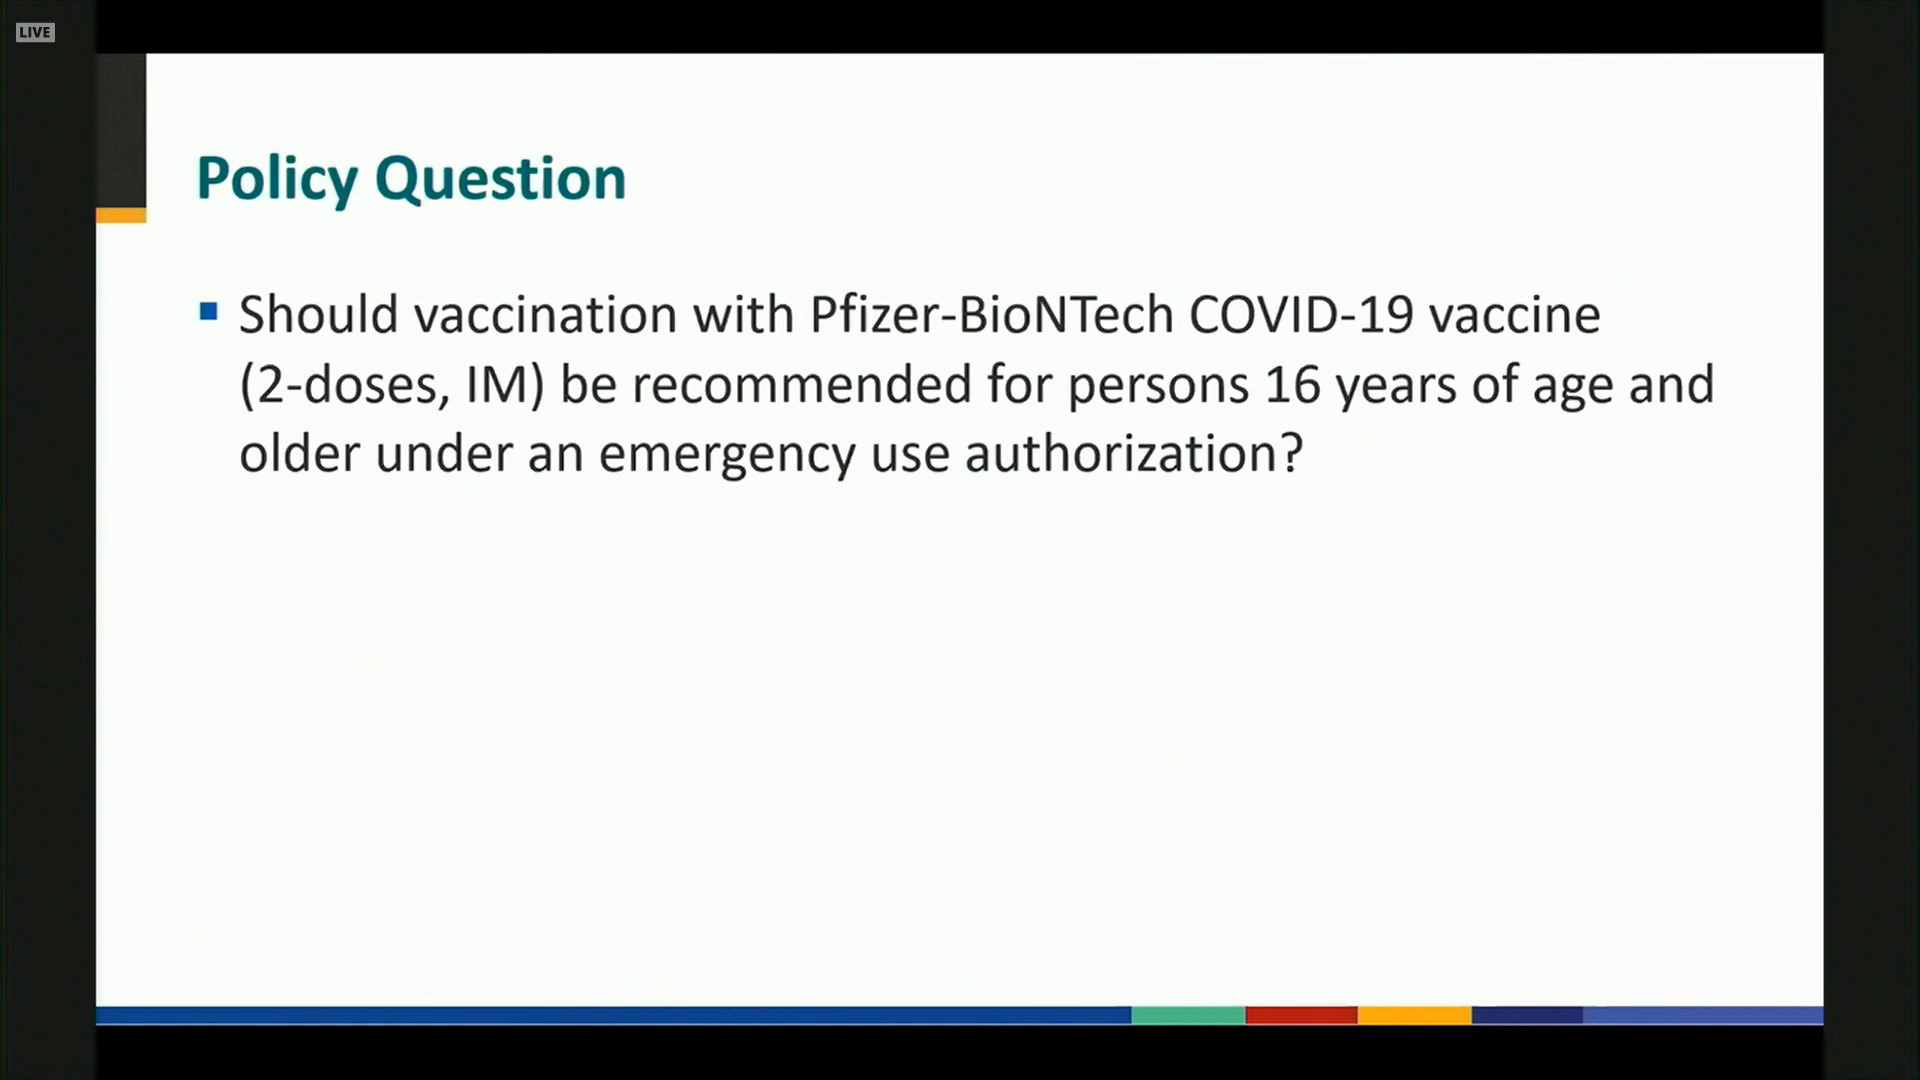 LIVE
Policy Question
Should vaccination with Pfizer-BioNTech COVID-19 vaccine
(2-doses, IM) be recommended for persons 16 years of age and
older under an emergency use authorization?